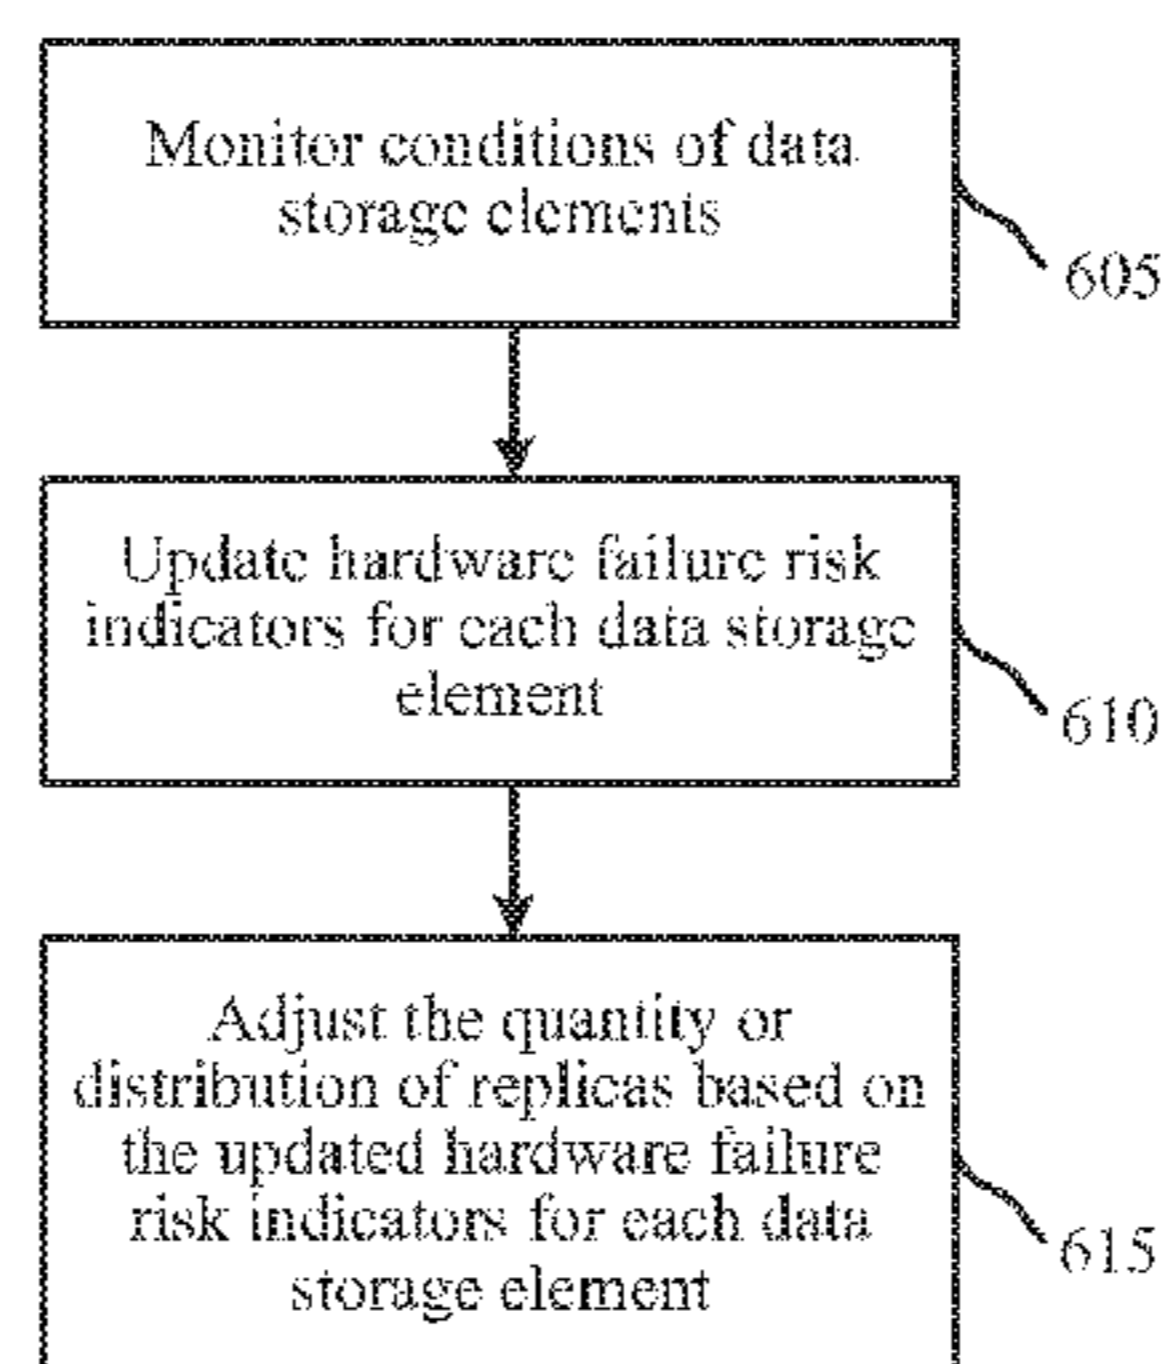 Monitor conditions of data
storage elements
605
Update hardware failure risk
indicators for each data storage
element
610
Adjust the quantity or
distribution of replicas based on
the updated hardware failure
risk indicators for each data
storage element
615